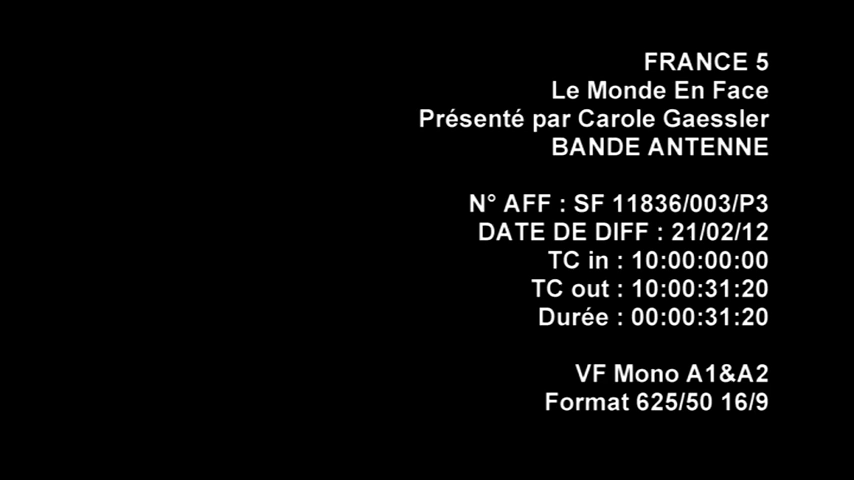 FRANCE 5
Le Monde En Face
Présenté par Carole Gaessler
BANDE ANTENNE
N° AFF : SF 11836/003/P3
DATE DE DIFF : 21/02/12
TC in : 10:00:00:00
TC out : 10:00:31:20
Durée : 00:00:31:20
VF Mono A1&A2
Format 625/50 16/9